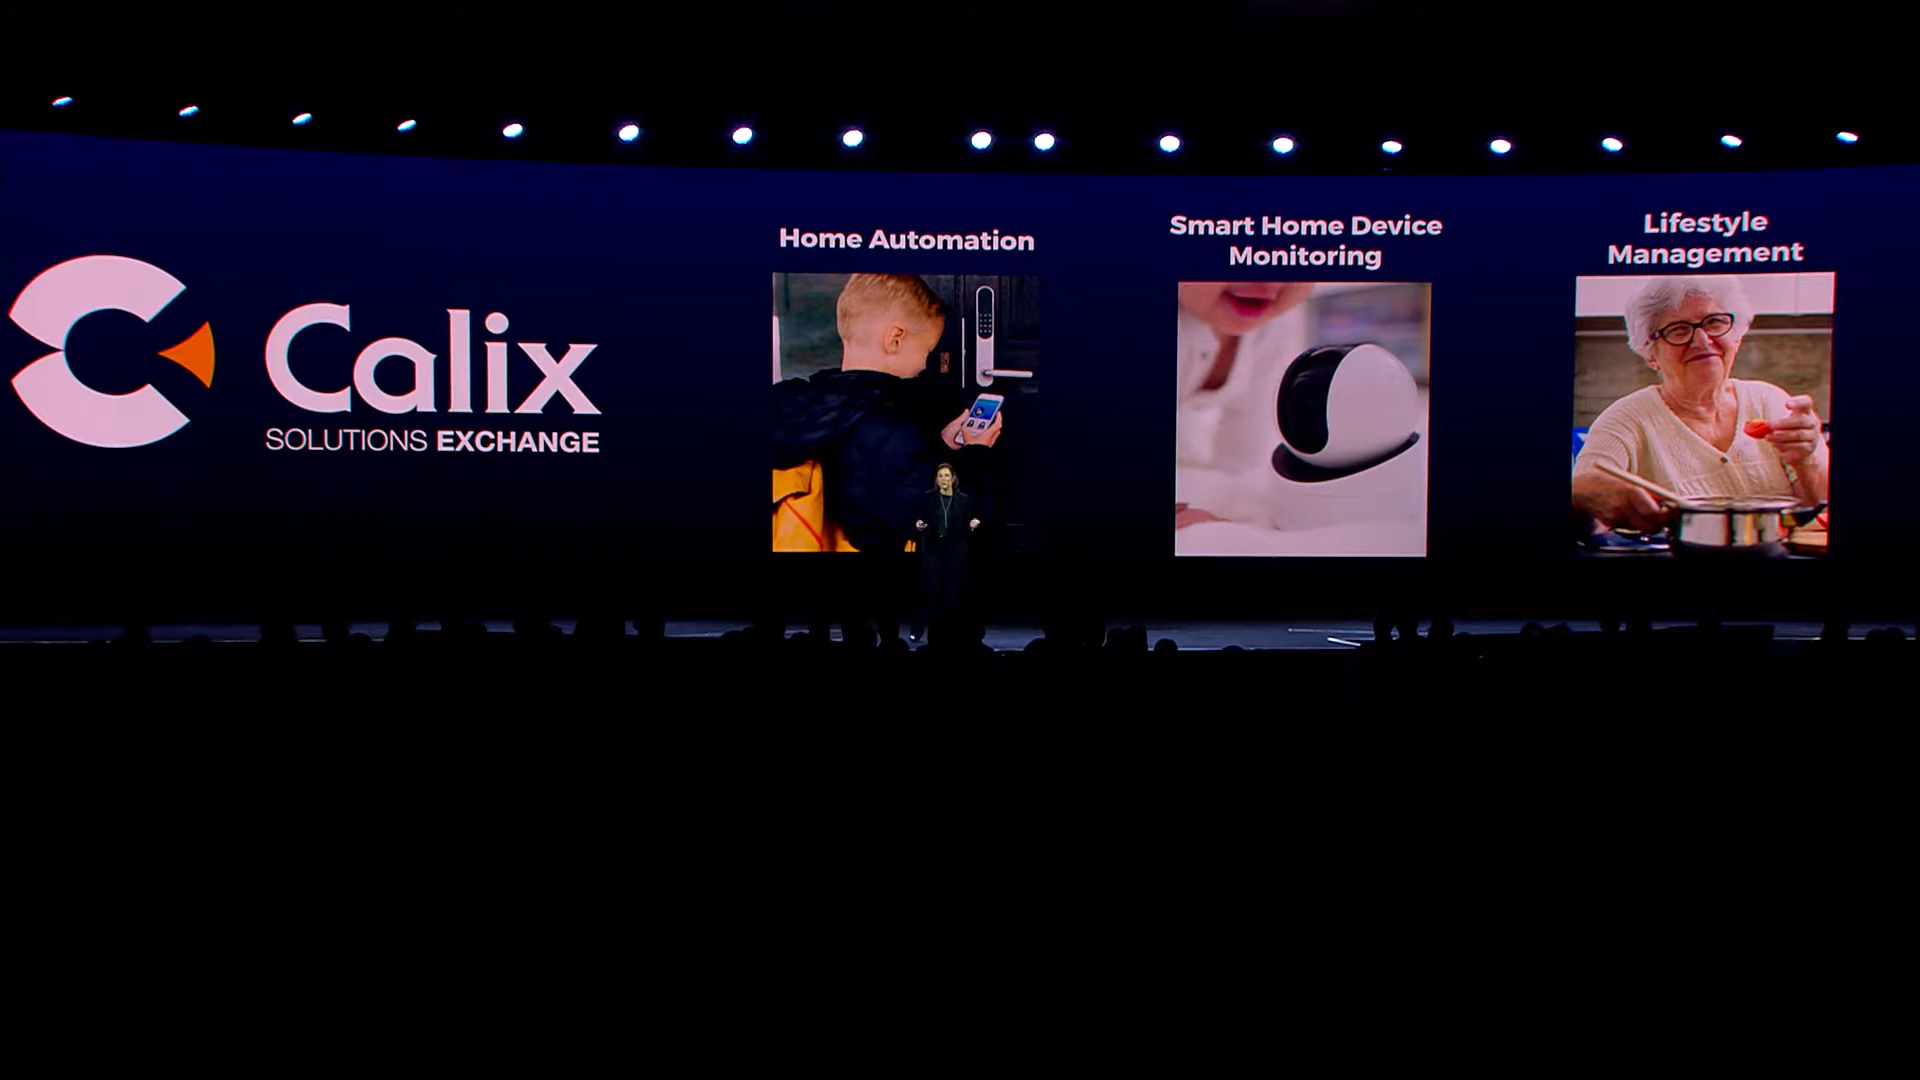 Calix
SOLUTIONS EXCHANGE
Home Automation
Smart Home Device
Monitoring
Lifestyle
Management